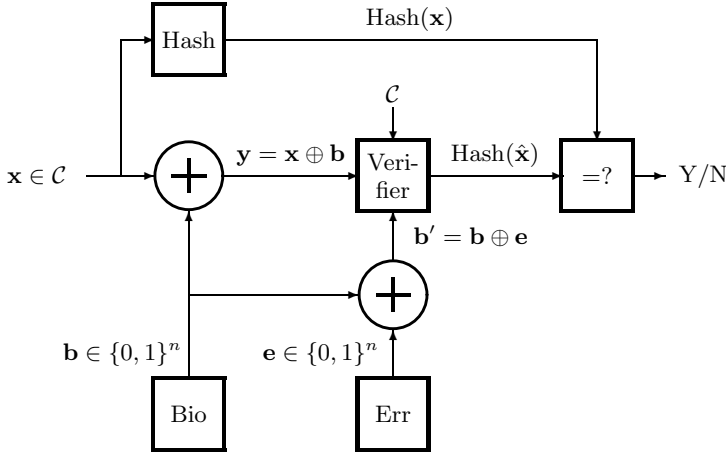 Hash(𝐱)
Hash
𝒞
𝐱 ∈ 𝒞
𝐲 = 𝐱 ⊕ 𝐛
Veri-
fier
Hash(𝐱̂)
=?
Y/N
𝐛′ = 𝐛 ⊕ 𝐞
𝐛 ∈ {0, 1}ⁿ
𝐞 ∈ {0, 1}ⁿ
Bio
Err